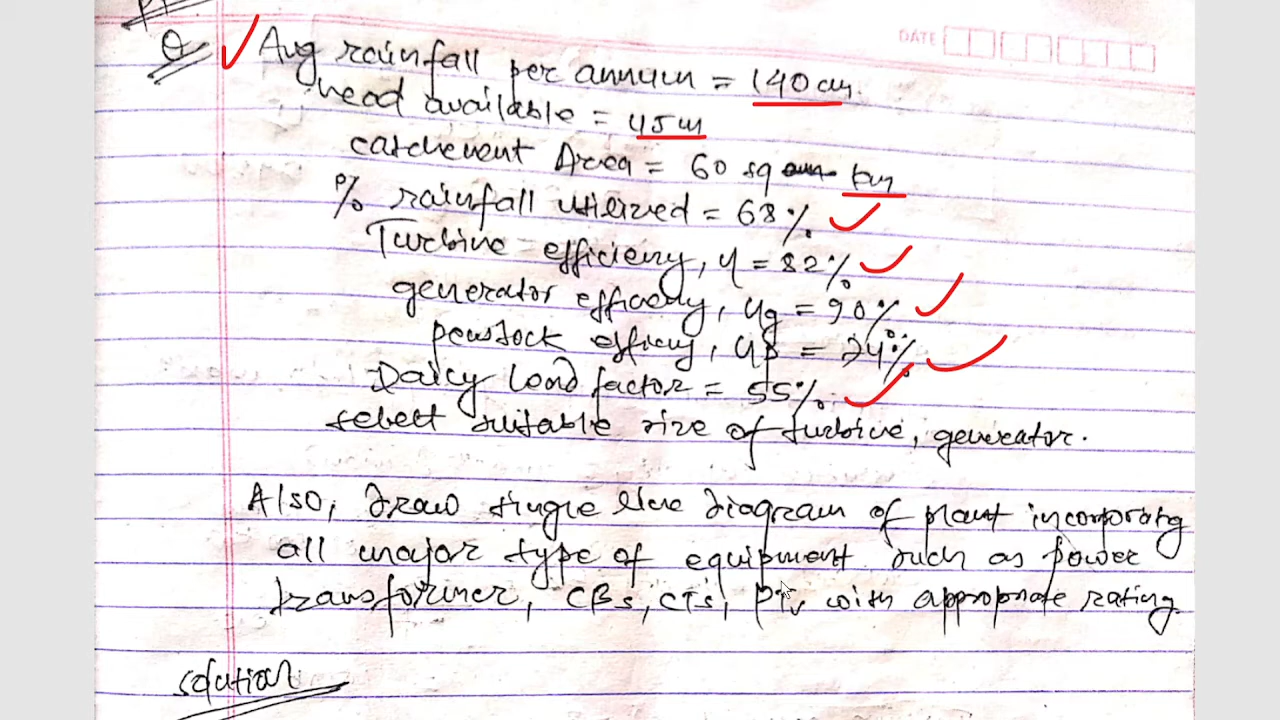 DATE
Q Avg rainfall per annum = 140 cm.
head available = 45 m
catchement Area = 60 sq km
% rainfall utilized = 68%
Turbine efficiency, η = 82%
generator efficiency, ηg = 90%
penstock efficiency, ηp =
Daily Load factor = 55%
select suitable size of turbine, generator.
Also, draw single line diagram of plant incorporating
all major type of equipment such as power
transformer, CBs, CTs, PTs with appropriate rating.
solution